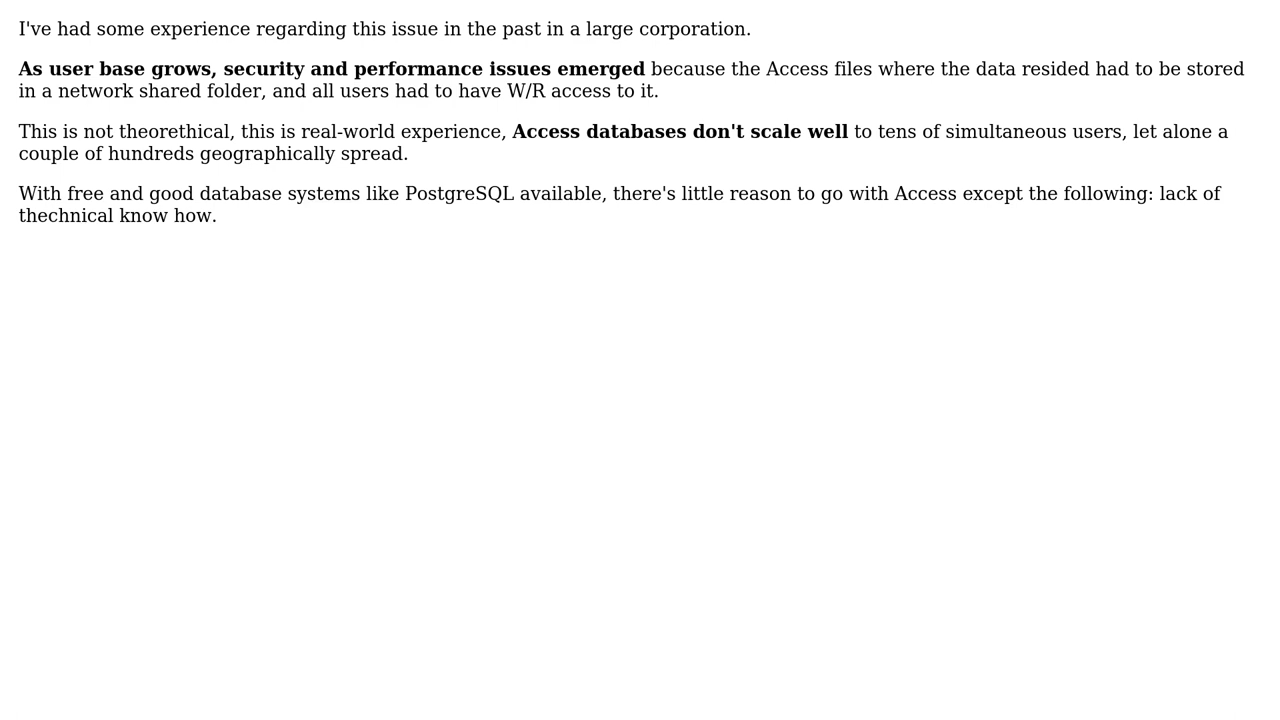 I've had some experience regarding this issue in the past in a large corporation.
As user base grows, security and performance issues emerged because the Access files where the data resided had to be stored
in a network shared folder, and all users had to have W/R access to it.
This is not theorethical, this is real-world experience, Access databases don't scale well to tens of simultaneous users, let alone a
couple of hundreds geographically spread.
With free and good database systems like PostgreSQL available, there's little reason to go with Access except the following: lack of
thechnical know how.